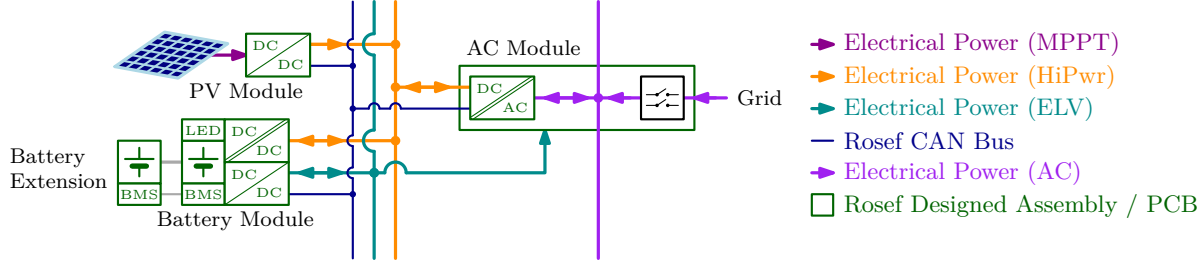 DC
DC
PV Module
AC Module
DC
AC
Grid
LED
DC
DC
DC
DC
BMS
BMS
Battery
Extension
Battery Module
Electrical Power (MPPT)
Electrical Power (HiPwr)
Electrical Power (ELV)
Rosef CAN Bus
Electrical Power (AC)
Rosef Designed Assembly / PCB